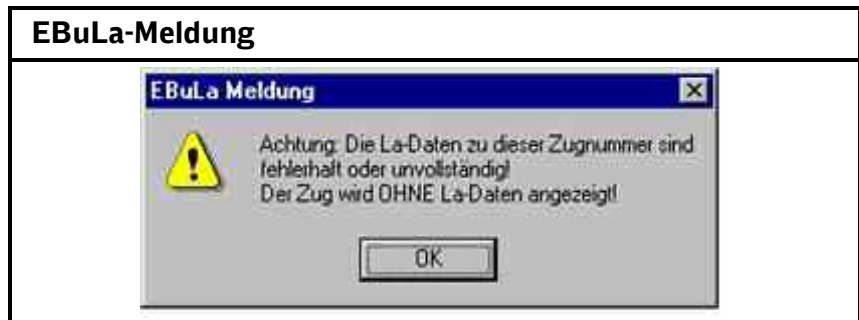 EBuLa-Meldung
EBuLa Meldung
Achtung: Die La-Daten zu dieser Zugnummer sind
fehlerhaft oder unvollständig!
Der Zug wird OHNE La-Daten angezeigt!
OK